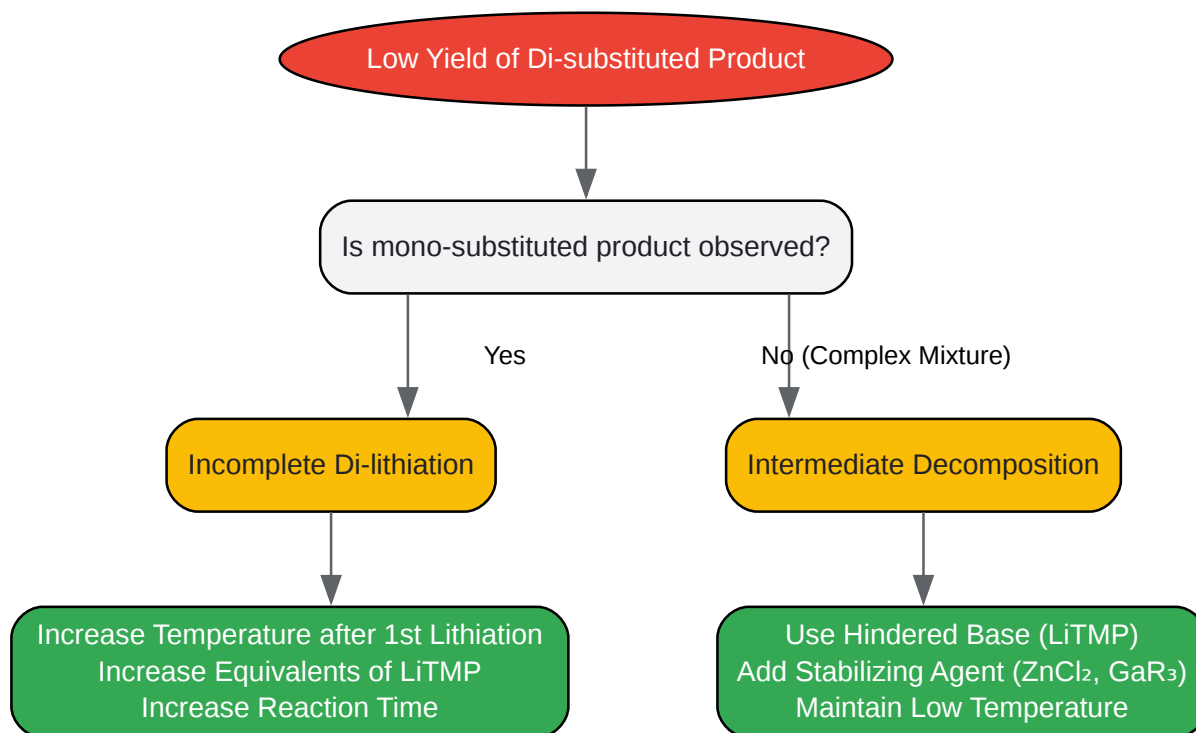 Low Yield of Di-substituted Product
Is mono-substituted product observed?
Yes
No (Complex Mixture)
Incomplete Di-lithiation
Intermediate Decomposition
Increase Temperature after 1st Lithiation
Increase Equivalents of LiTMP
Increase Reaction Time
Use Hindered Base (LiTMP)
Add Stabilizing Agent (ZnCl₂, GaR₃)
Maintain Low Temperature